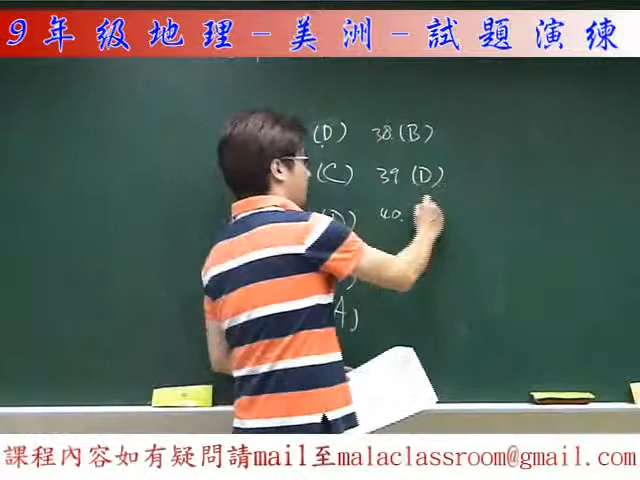 9年級地理-美洲-試題演練
(D) 38.(B)
(C) 39 (D)
(D) 40.
A)
課程內容如有疑問請mail至malaclassroom@gmail.com